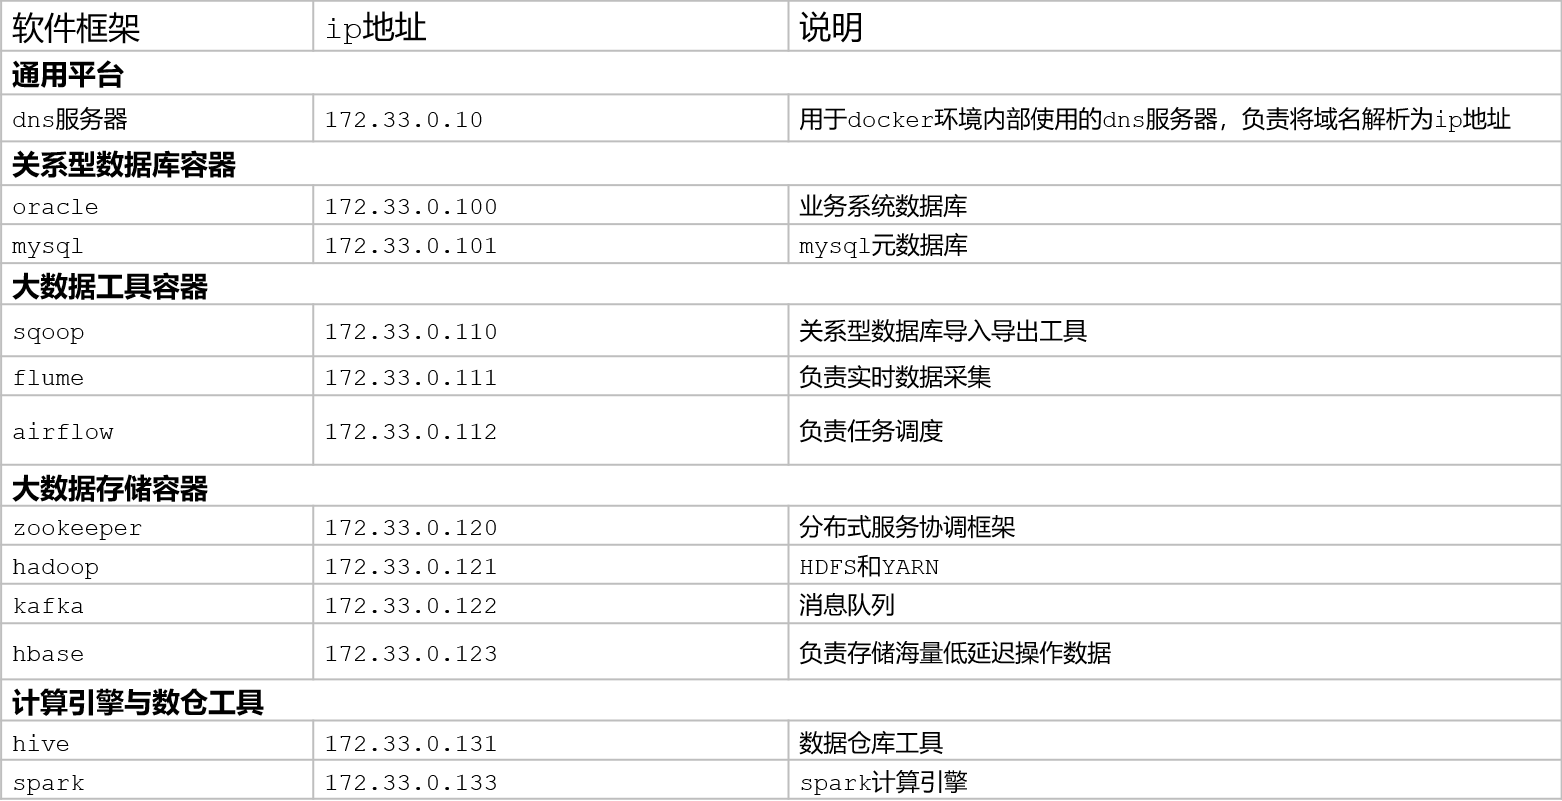 软件框架 ip地址 说明
通用平台
dns服务器 172.33.0.10 用于docker环境内部使用的dns服务器，负责将域名解析为ip地址
关系型数据库容器
oracle 172.33.0.100 业务系统数据库
mysql 172.33.0.101 mysql元数据库
大数据工具容器
sqoop 172.33.0.110 关系型数据库导入导出工具
flume 172.33.0.111 负责实时数据采集
airflow 172.33.0.112 负责任务调度
大数据存储容器
zookeeper 172.33.0.120 分布式服务协调框架
hadoop 172.33.0.121 HDFS和YARN
kafka 172.33.0.122 消息队列
hbase 172.33.0.123 负责存储海量低延迟操作数据
计算引擎与数仓工具
hive 172.33.0.131 数据仓库工具
spark 172.33.0.133 spark计算引擎